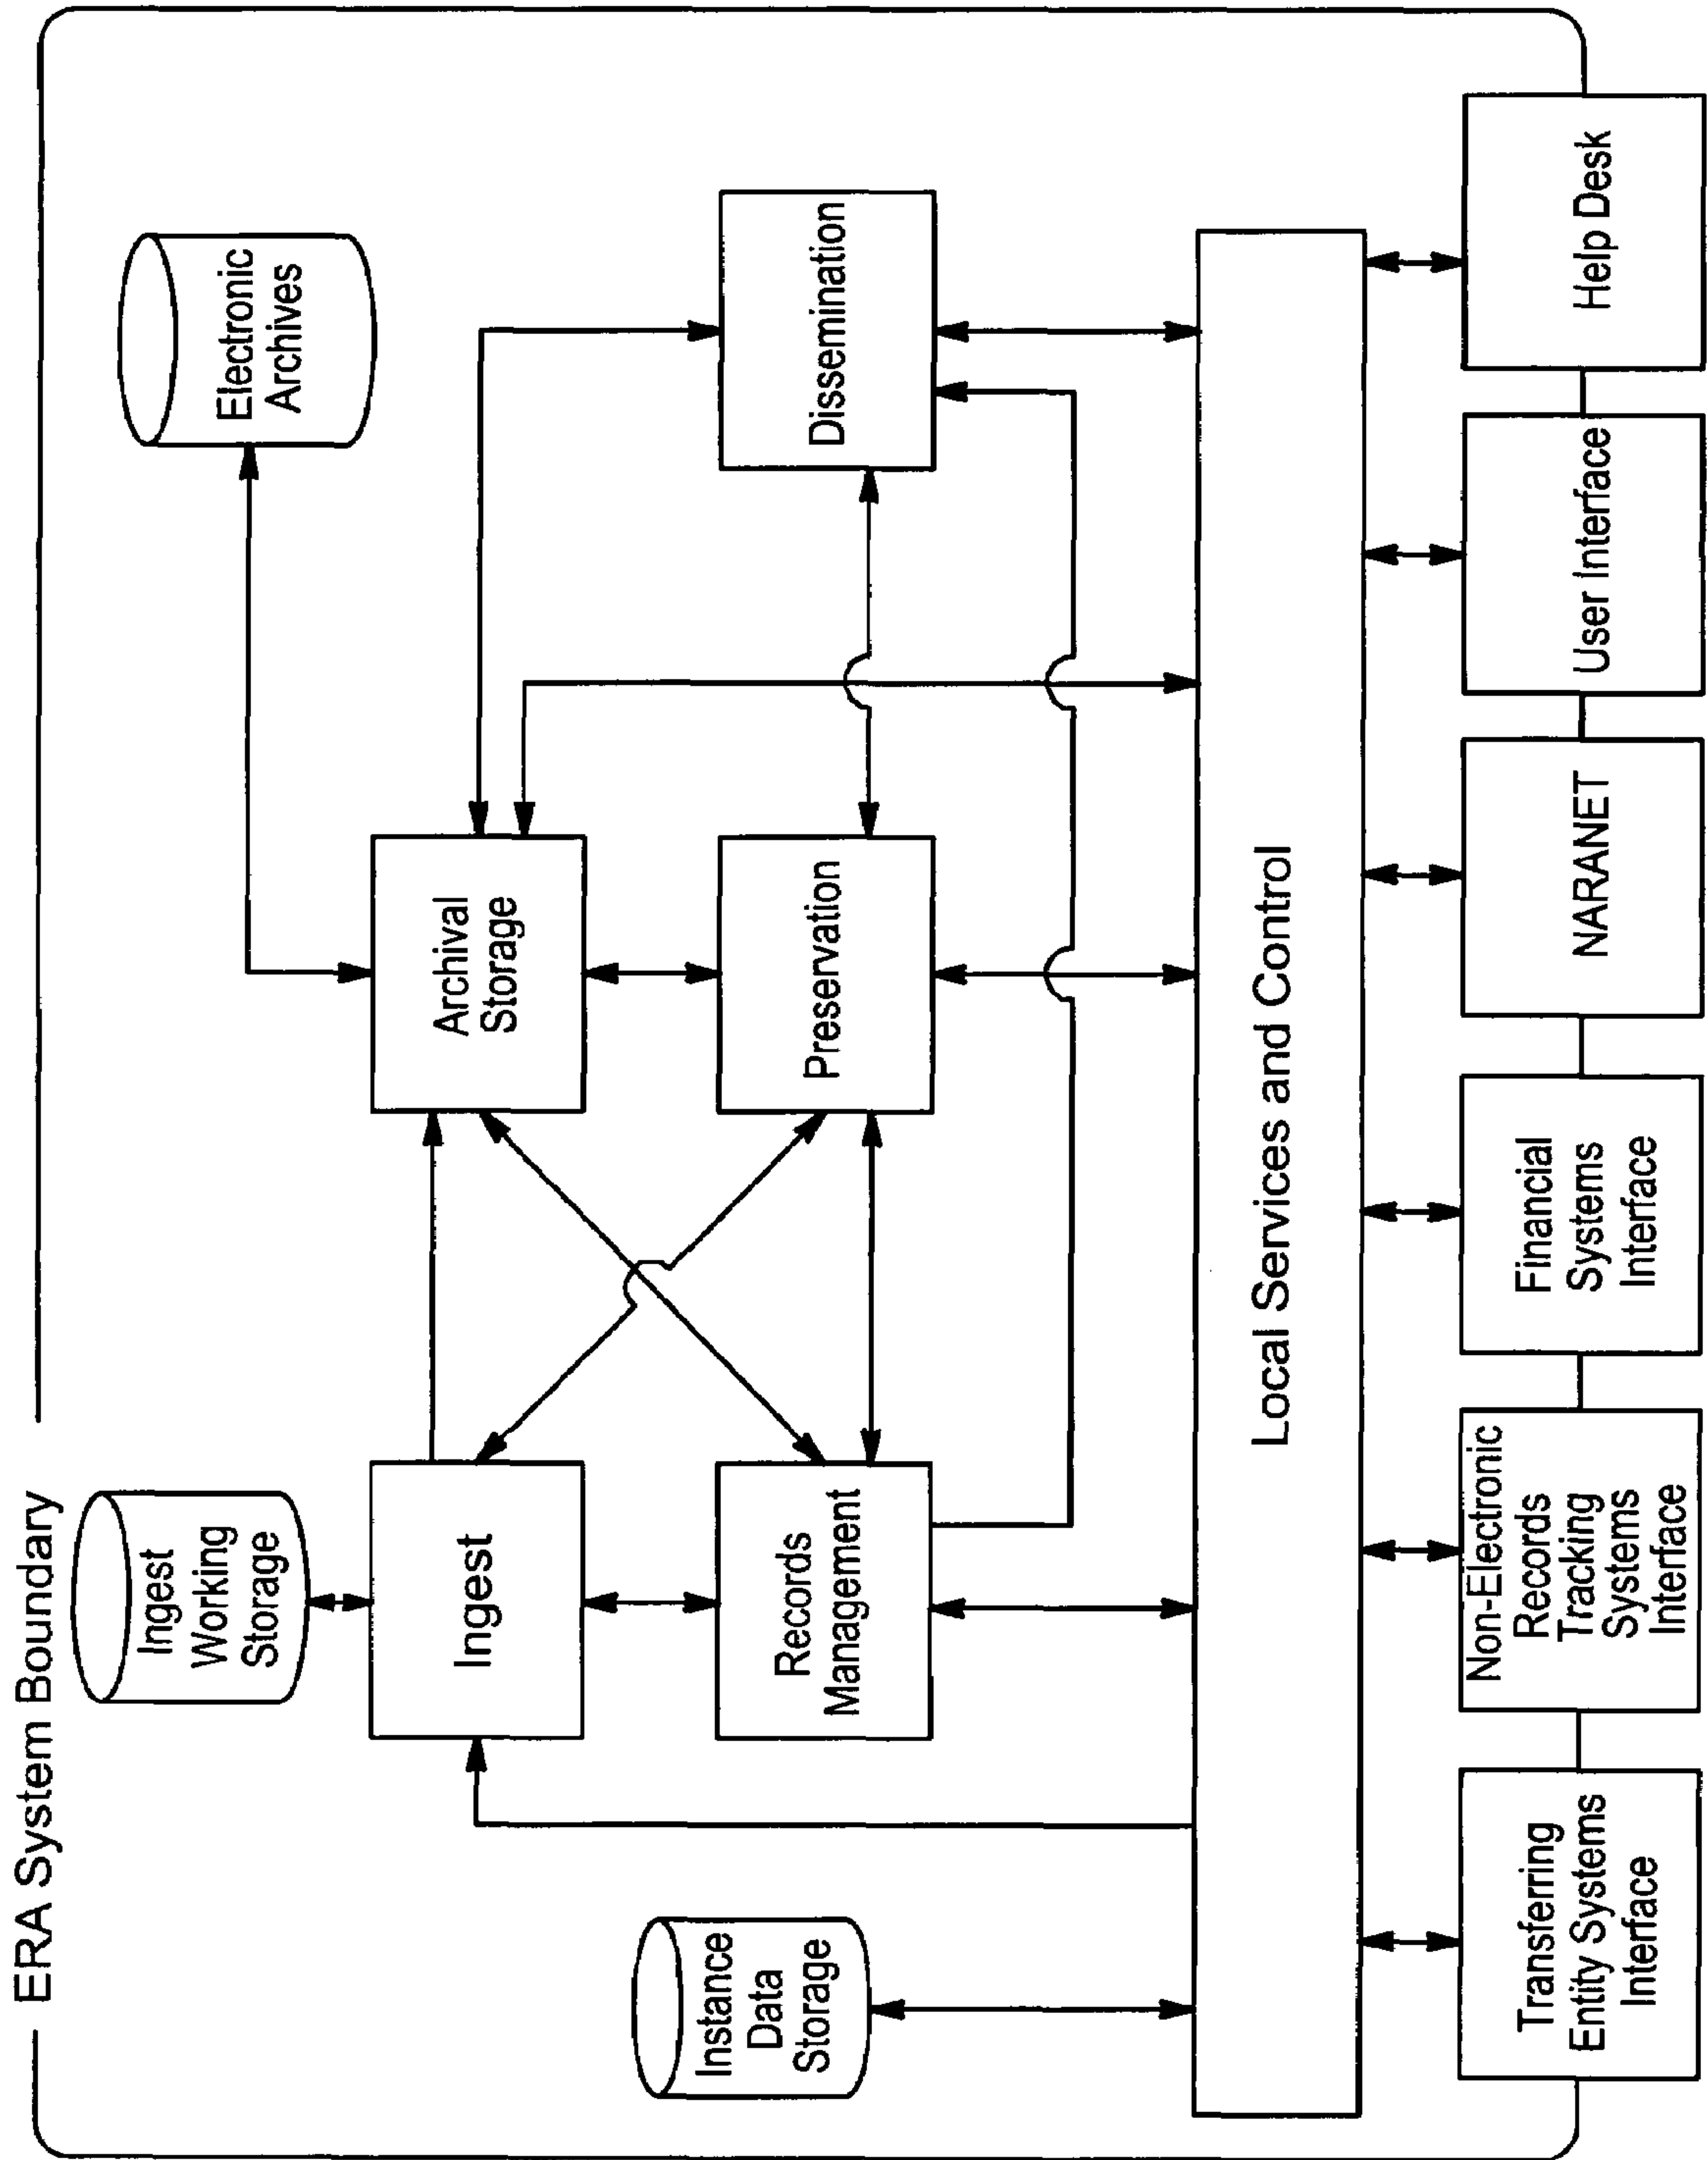 ERA System Boundary
Ingest
Working
Storage
Electronic
Archives
Ingest
Archival
Storage
Instance
Data
Storage
Records
Management
Preservation
Dissemination
Local Services and Control
Transferring
Entity Systems
Interface
Non-Electronic
Records
Tracking
Systems
Interface
Financial
Systems
Interface
NARANET
User Interface
Help Desk